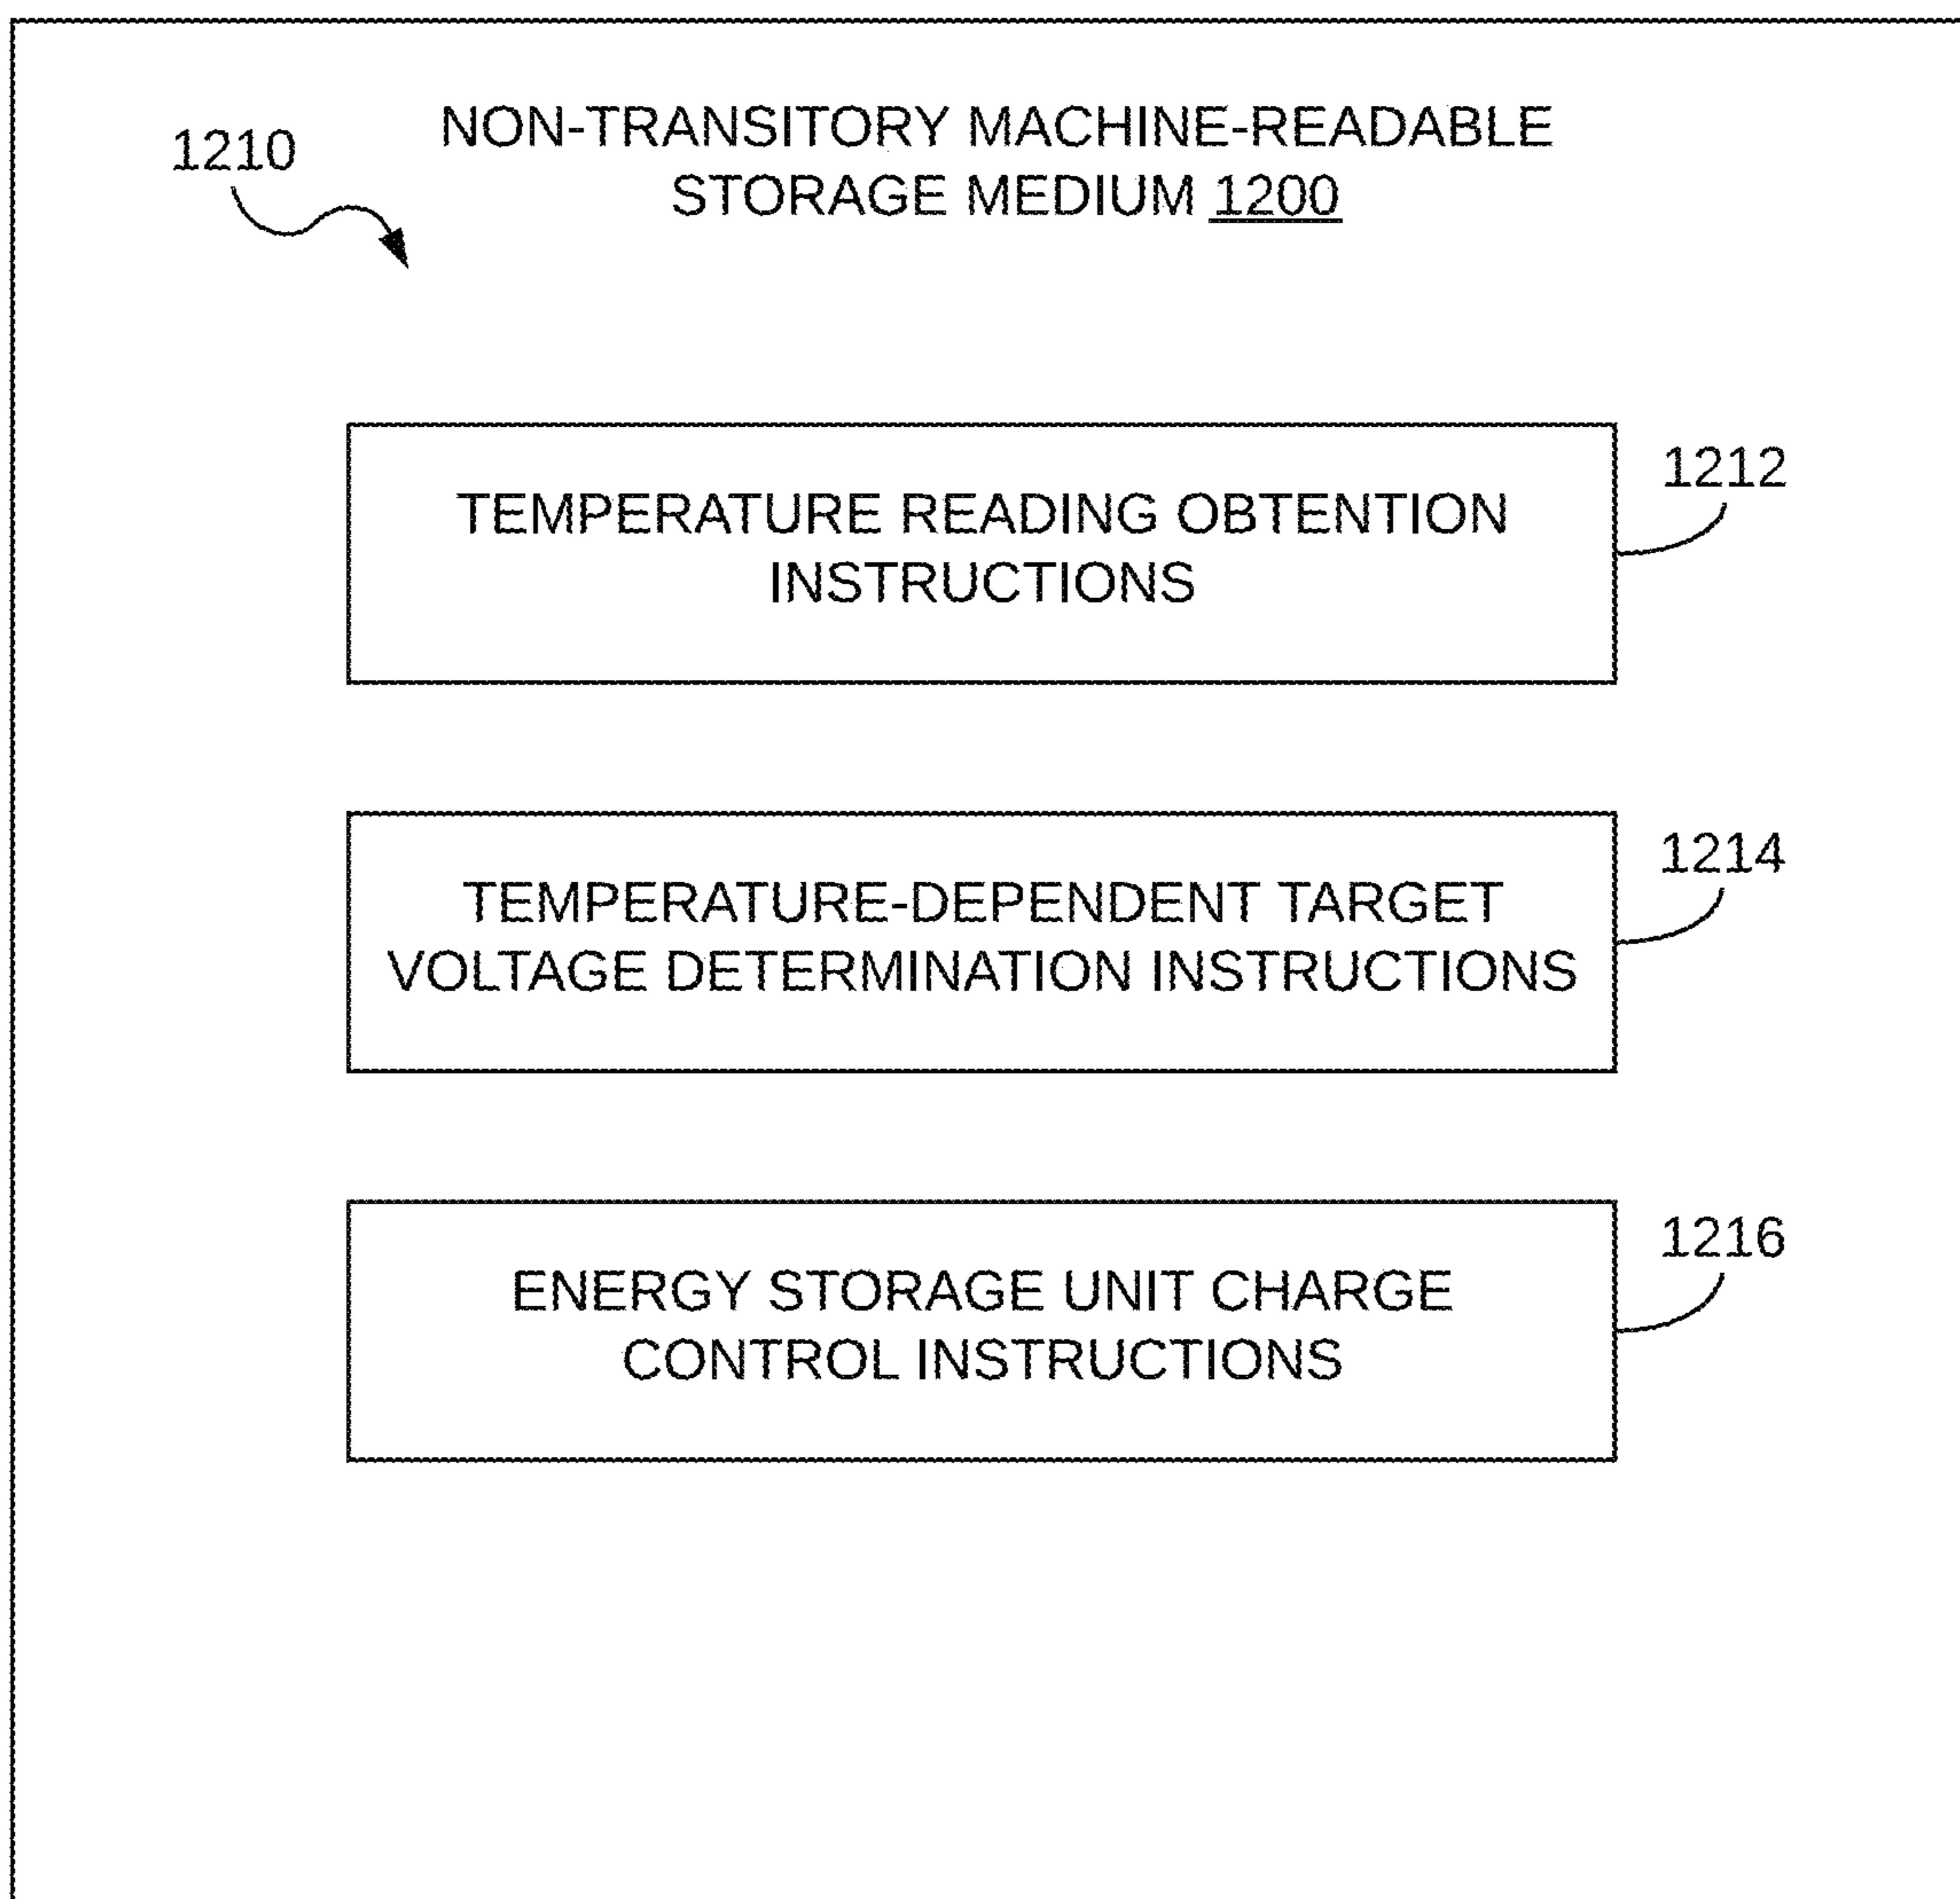 NON-TRANSITORY MACHINE-READABLE
STORAGE MEDIUM 1200
1210
TEMPERATURE READING OBTENTION
INSTRUCTIONS
1212
TEMPERATURE-DEPENDENT TARGET
VOLTAGE DETERMINATION INSTRUCTIONS
1214
ENERGY STORAGE UNIT CHARGE
CONTROL INSTRUCTIONS
1216